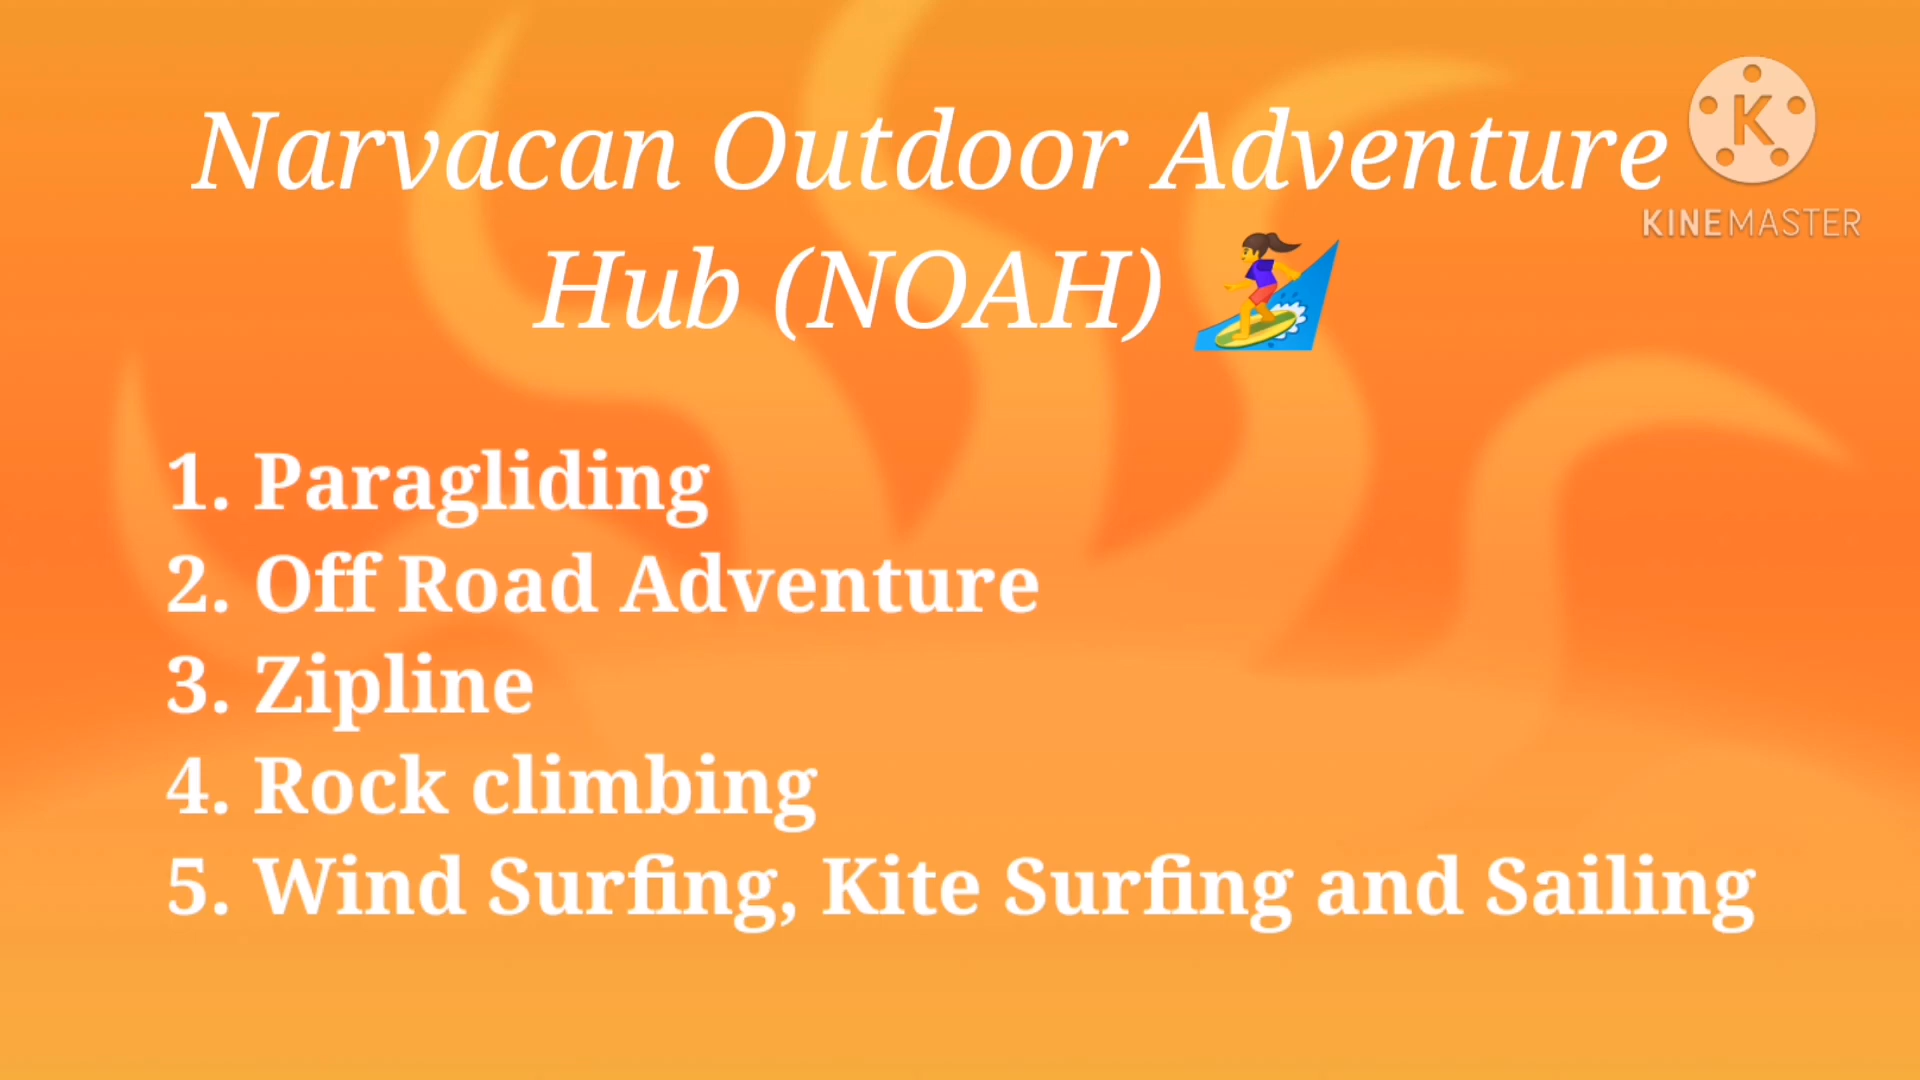 Narvacan Outdoor Adventure
Hub (NOAH) 🏄‍♀️
K
KINEMASTER
1. Paragliding
2. Off Road Adventure
3. Zipline
4. Rock climbing
5. Wind Surfing, Kite Surfing and Sailing